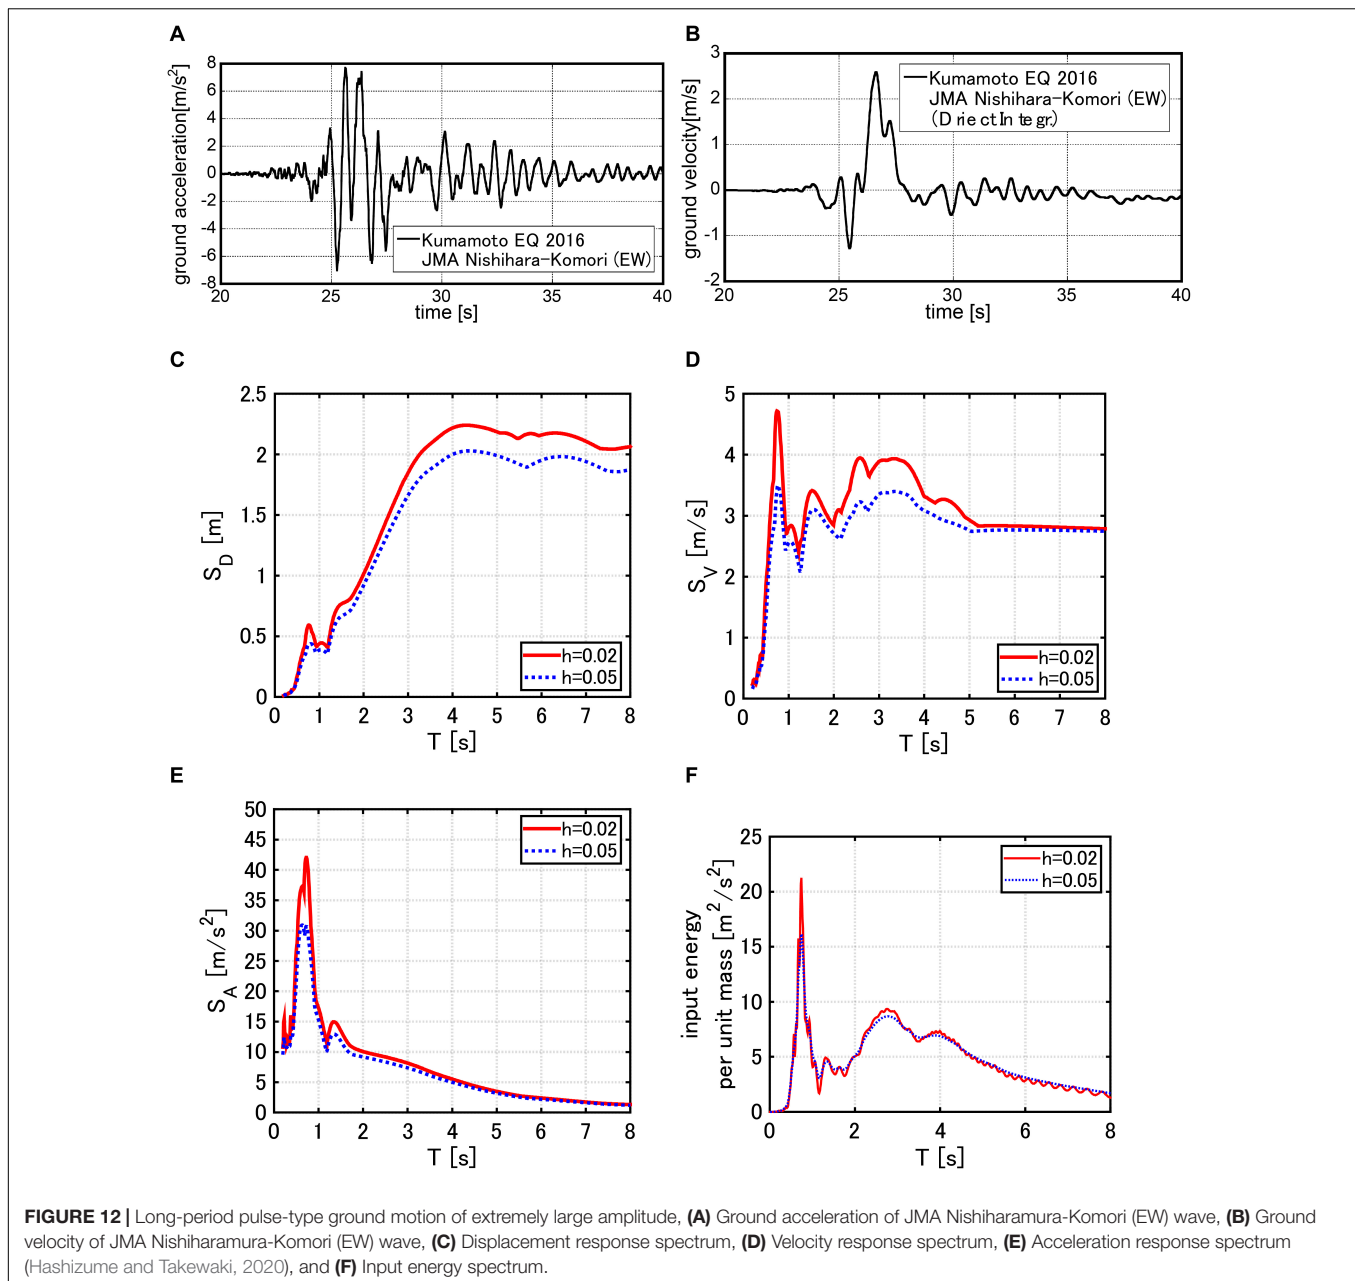 A
ground acceleration[m/s²]
8
6
4
2
0
-2
-4
-6
-8
Kumamoto EQ 2016
JMA Nishihara-Komori (EW)
20 25 30 35 40
time [s]
B
ground velocity[m/s]
3
2
1
0
-1
-2
Kumamoto EQ 2016
JMA Nishihara-Komori (EW)
(D riectIn te gr.)
20 25 30 35 40
time [s]
C
S_D [m]
2.5
2
1.5
1
0.5
0
h=0.02
h=0.05
0 1 2 3 4 5 6 7 8
T [s]
D
S_V [m/s]
5
4
3
2
1
0
h=0.02
h=0.05
0 1 2 3 4 5 6 7 8
T [s]
E
S_A [m/s²]
50
45
40
35
30
25
20
15
10
5
0
h=0.02
h=0.05
0 1 2 3 4 5 6 7 8
T [s]
F
input energy
per unit mass [m²/s²]
25
20
15
10
5
0
h=0.02
h=0.05
0 2 4 6 8
T [s]
FIGURE 12 | Long-period pulse-type ground motion of extremely large amplitude, (A) Ground acceleration of JMA Nishiharamura-Komori (EW) wave, (B) Ground
velocity of JMA Nishiharamura-Komori (EW) wave, (C) Displacement response spectrum, (D) Velocity response spectrum, (E) Acceleration response spectrum
(Hashizume and Takewaki, 2020), and (F) Input energy spectrum.